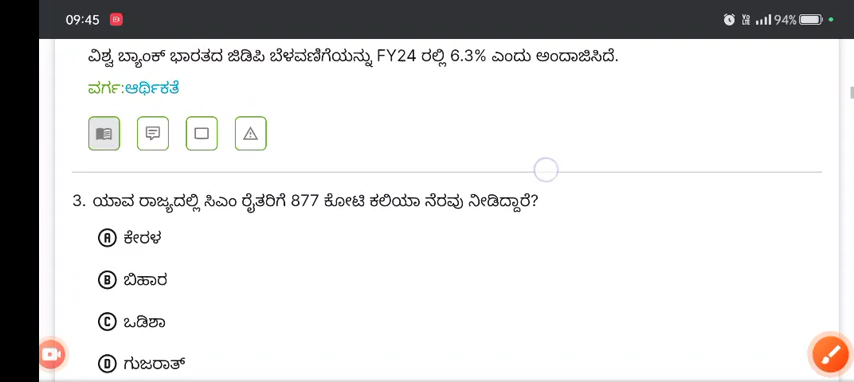 09:45
94%
ವಿಶ್ವ ಬ್ಯಾಂಕ್ ಭಾರತದ ಜಿಡಿಪಿ ಬೆಳವಣಿಗೆಯನ್ನು FY24 ರಲ್ಲಿ 6.3% ಎಂದು ಅಂದಾಜಿಸಿದೆ.
ವರ್ಗ:ಆರ್ಥಿಕತೆ
3. ಯಾವ ರಾಜ್ಯದಲ್ಲಿ ಸಿಎಂ ರೈತರಿಗೆ 877 ಕೋಟಿ ಕಲಿಯಾ ನೆರವು ನೀಡಿದ್ದಾರೆ?
A ಕೇರಳ
B ಬಿಹಾರ
C ಒಡಿಶಾ
D ಗುಜರಾತ್